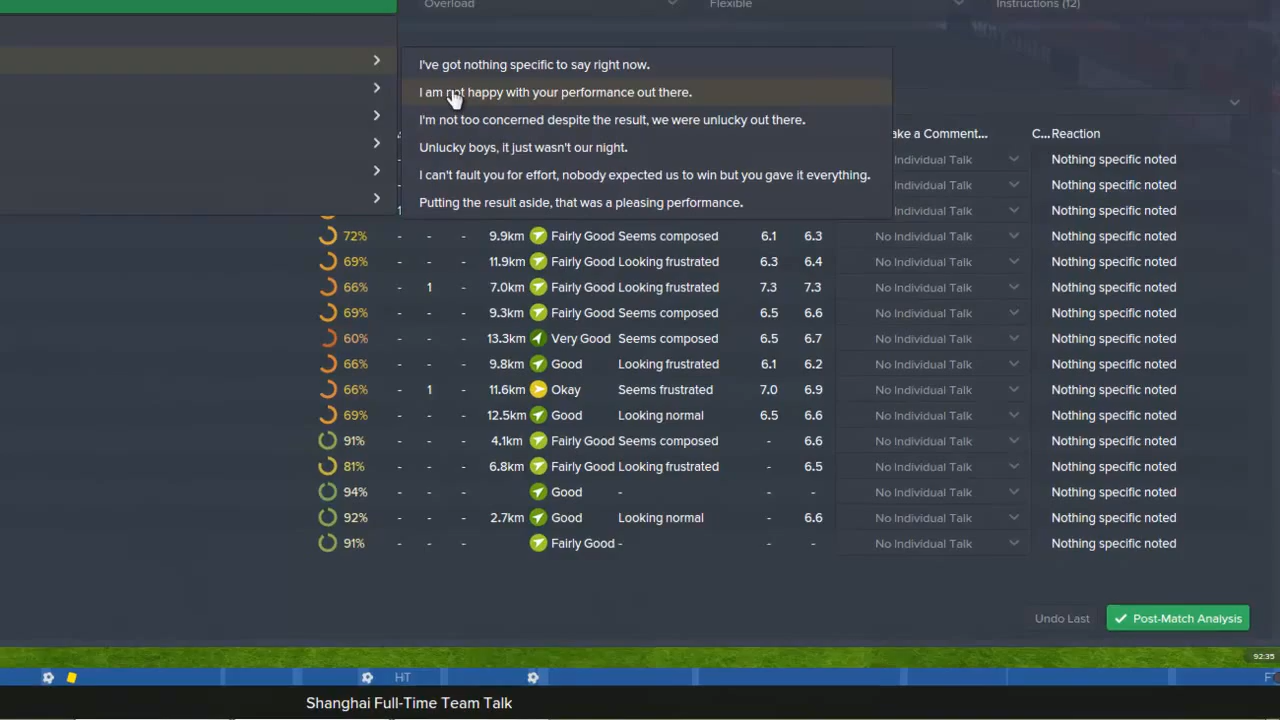 Overload Flexible Instructions (12)
I've got nothing specific to say right now.
I am not happy with your performance out there.
I'm not too concerned despite the result, we were unlucky out there.
ake a Comment... C... Reaction
Unlucky boys, it just wasn't our night.
No Individual Talk Nothing specific noted
I can't fault you for effort, nobody expected us to win but you gave it everything.
Individual Talk Nothing specific noted
Putting the result aside, that was a pleasing performance.
Individual Talk Nothing specific noted
72% - - - 9.9km Fairly Good Seems composed 6.1 6.3 No Individual Talk Nothing specific noted
69% - - - 11.9km Fairly Good Looking frustrated 6.3 6.4 No Individual Talk Nothing specific noted
66% - 1 - 7.0km Fairly Good Looking frustrated 7.3 7.3 No Individual Talk Nothing specific noted
69% - - - 9.3km Fairly Good Looking frustrated 6.5 6.6 No Individual Talk Nothing specific noted
60% - - - 13.3km Very Good Seems composed 6.5 6.7 No Individual Talk Nothing specific noted
66% - - - 9.8km Good Looking frustrated 6.1 6.2 No Individual Talk Nothing specific noted
66% - 1 - 11.6km Okay Seems frustrated 7.0 6.9 No Individual Talk Nothing specific noted
69% - - - 12.5km Good Looking normal 6.5 6.6 No Individual Talk Nothing specific noted
91% - - - 4.1km Fairly Good Seems composed - 6.6 No Individual Talk Nothing specific noted
81% - - - 6.8km Fairly Good Looking frustrated - 6.5 No Individual Talk Nothing specific noted
94% - - - Good - - - No Individual Talk Nothing specific noted
92% - - - 2.7km Good Looking normal - 6.6 No Individual Talk Nothing specific noted
91% - - - Fairly Good - - - No Individual Talk Nothing specific noted
Undo Last Post-Match Analysis
92:35
HT F
Shanghai Full-Time Team Talk